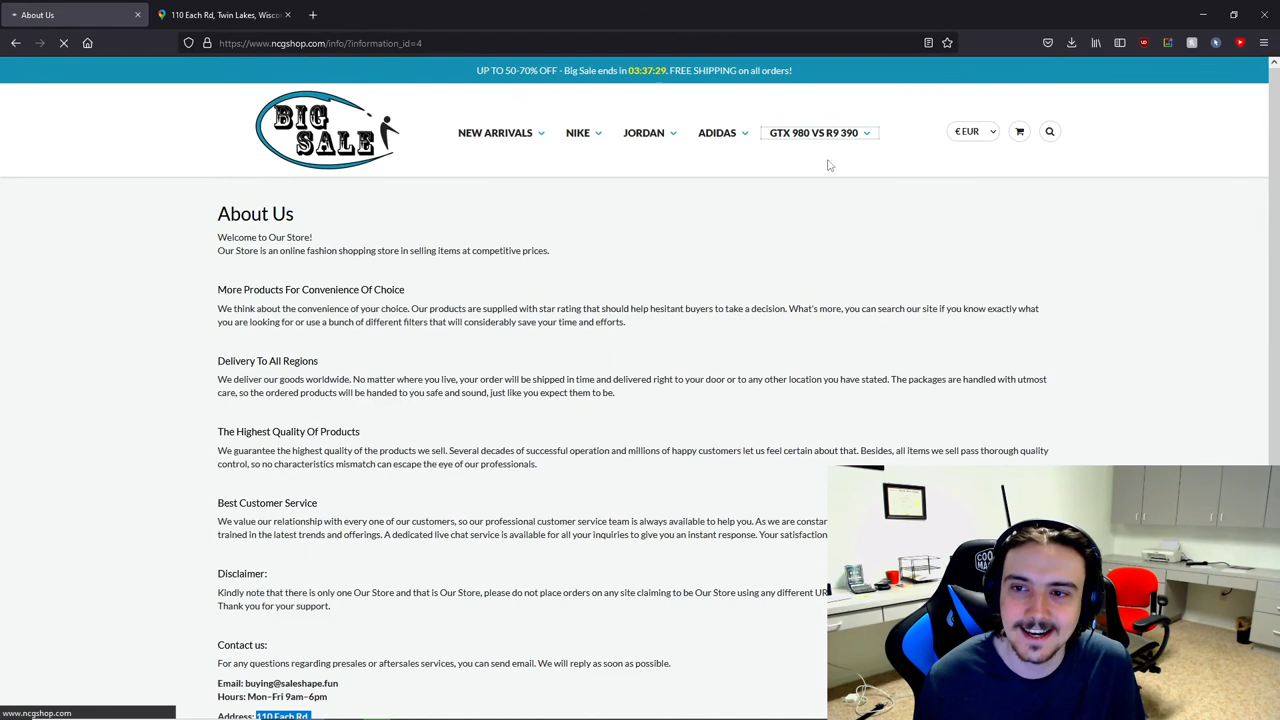 About Us
110 Each Rd, Twin Lakes, Wisco
https://www.ncgshop.com/info/?information_id=4
UP TO 50-70% OFF - Big Sale ends in 03:37:29. FREE SHIPPING on all orders!
BIG SALE
NEW ARRIVALS
NIKE
JORDAN
ADIDAS
GTX 980 VS R9 390
€ EUR
About Us
Welcome to Our Store!
Our Store is an online fashion shopping store in selling items at competitive prices.
More Products For Convenience Of Choice
We think about the convenience of your choice. Our products are supplied with star rating that should help hesitant buyers to take a decision. What's more, you can search our site if you know exactly what
you are looking for or use a bunch of different filters that will considerably save your time and efforts.
Delivery To All Regions
We deliver our goods worldwide. No matter where you live, your order will be shipped in time and delivered right to your door or to any other location you have stated. The packages are handled with utmost
care, so the ordered products will be handed to you safe and sound, just like you expect them to be.
The Highest Quality Of Products
We guarantee the highest quality of the products we sell. Several decades of successful operation and millions of happy customers let us feel certain about that. Besides, all items we sell pass thorough quality
control, so no characteristics mismatch can escape the eye of our professionals.
Best Customer Service
We value our relationship with every one of our customers, so our professional customer service team is always available to help you. As we are constar
trained in the latest trends and offerings. A dedicated live chat service is available for all your inquiries to give you an instant response. Your satisfaction
Disclaimer:
Kindly note that there is only one Our Store and that is Our Store, please do not place orders on any site claiming to be Our Store using any different UR
Thank you for your support.
Contact us:
For any questions regarding presales or aftersales services, you can send email. We will reply as soon as possible.
Email: buying@saleshape.fun
Hours: Mon–Fri 9am–6pm
Address: 110 Each Rd
www.ncgshop.com